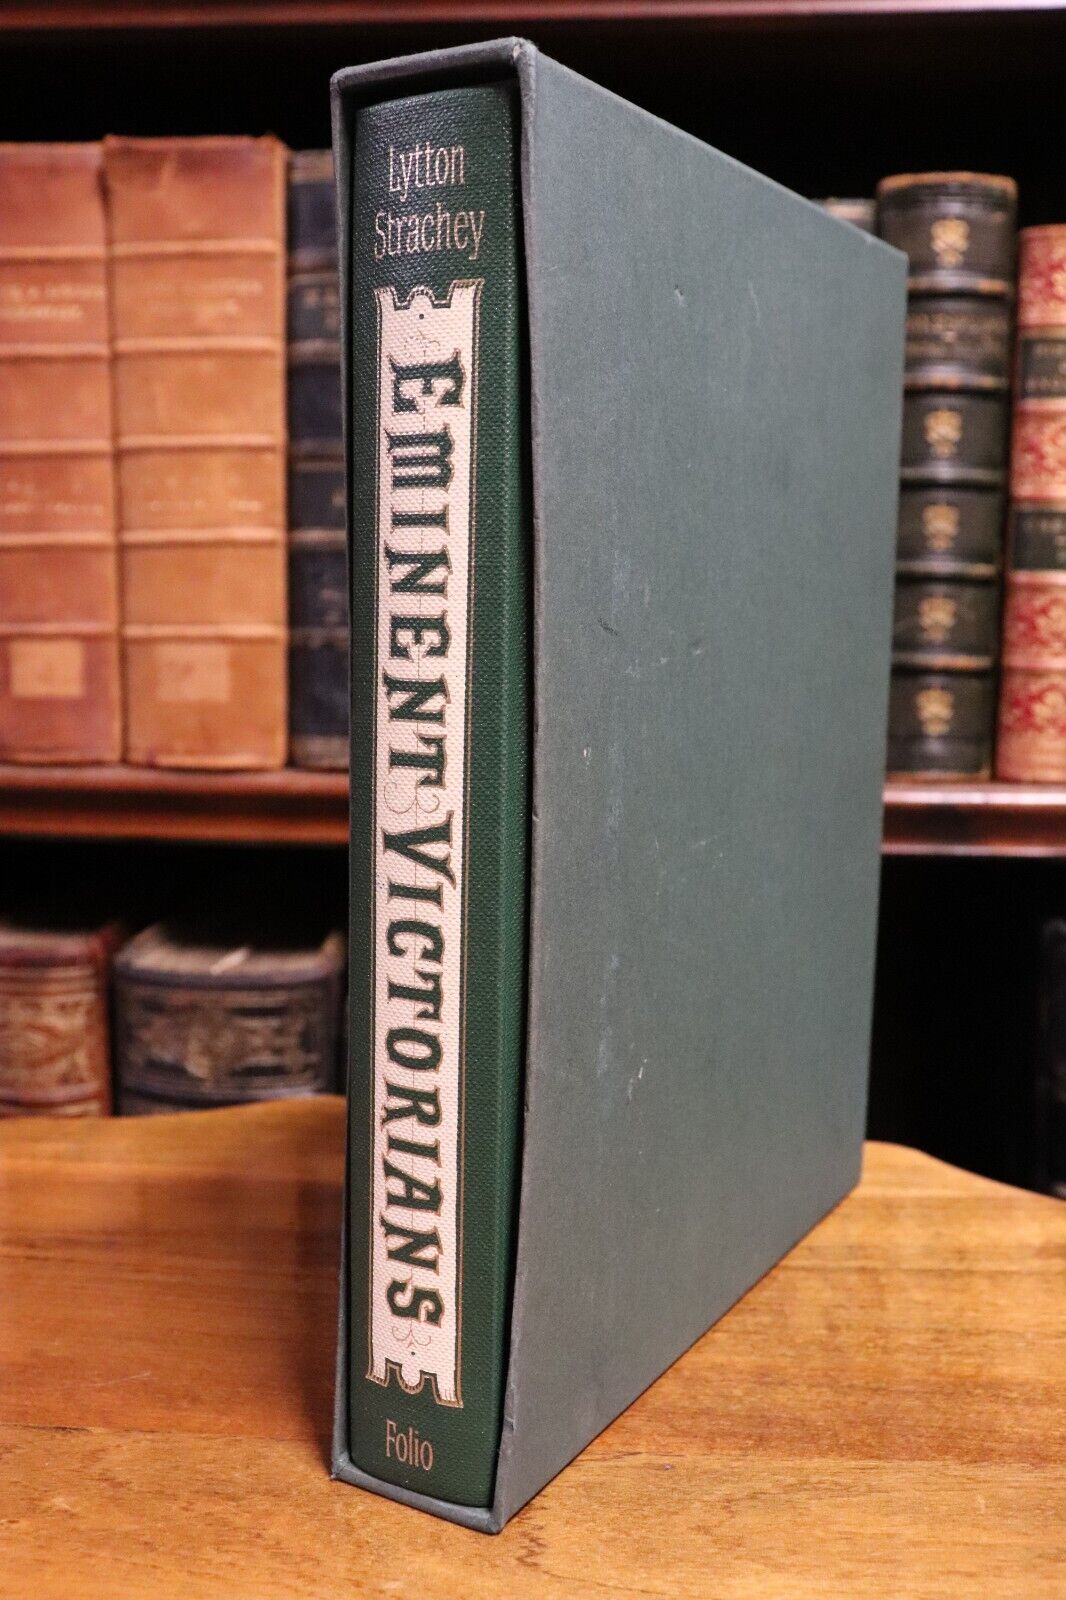 Lytton
Strachey
EMINENT VICTORIANS
Folio